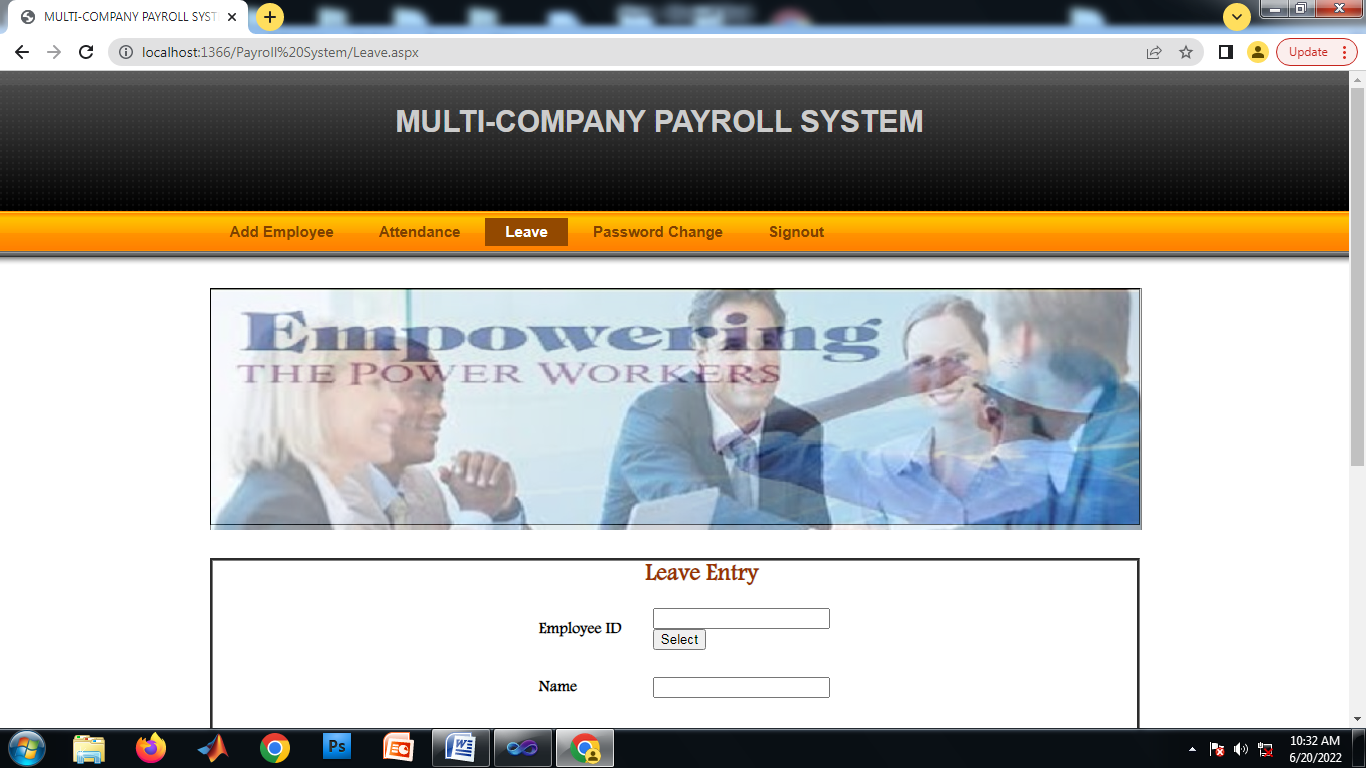 MULTI-COMPANY PAYROLL SYST
localhost:1366/Payroll%20System/Leave.aspx
Update
MULTI-COMPANY PAYROLL SYSTEM
Add Employee Attendance Leave Password Change Signout
Empowering
THE POWER WORKERS
Leave Entry
Employee ID
Select
Name
Ps
10:32 AM
6/20/2022